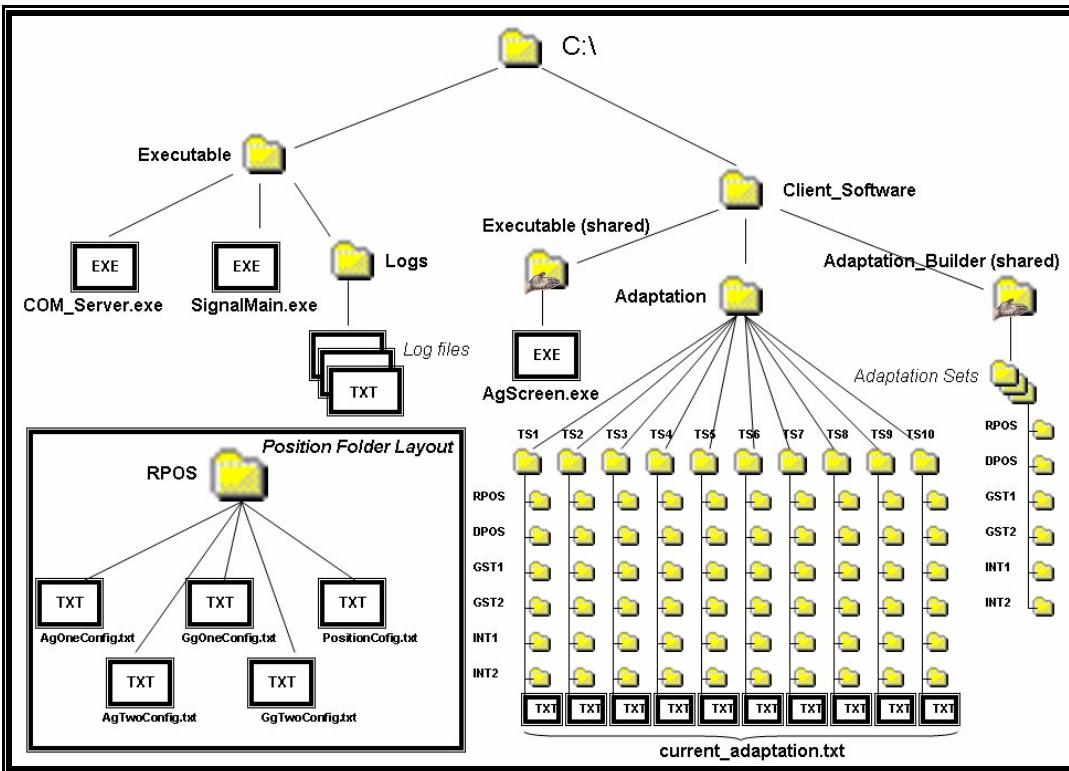 C:\
Executable
Client_Software
Executable (shared)
EXE
EXE
Logs
Adaptation_Builder (shared)
COM_Server.exe
SignalMain.exe
Adaptation
Log files
EXE
TXT
AgScreen.exe
Adaptation Sets
Position Folder Layout
RPOS
TXT
TXT
TXT
AgOneConfig.txt
GgOneConfig.txt
PositionCofig.txt
TXT
TXT
AgTwoConfig.txt
GgTwoConfig.txt
TS1 TS2 TS3 TS4 TS5 TS6 TS7 TS8 TS9 TS10
RPOS
DPOS
GST1
GST2
INT1
INT2
TXT TXT TXT TXT TXT TXT TXT TXT TXT TXT
current_adaptation.txt
RPOS
DPOS
GST1
GST2
INT1
INT2